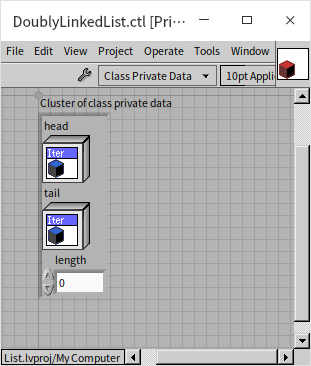 DoublyLinkedList.ctl [Pri···
File Edit View Project Operate Tools Window
Class Private Data 10pt Appli
Cluster of class private data
head
Iter
tail
Iter
length
0
List.lvproj/My Computer